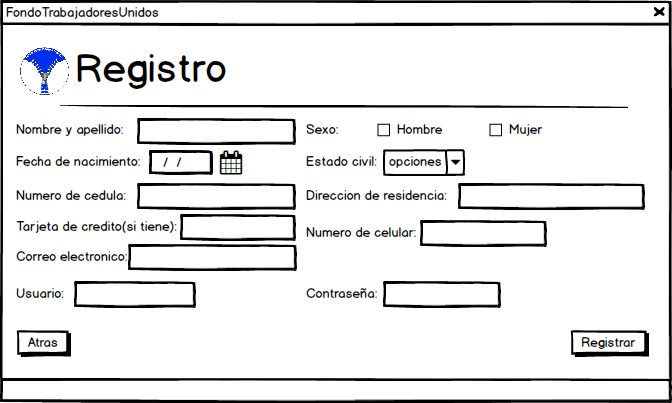 FondoTrabajadoresUnidos
Registro
Nombre y apellido:
Sexo: Hombre Mujer
Fecha de nacimiento: / /
Estado civil: opciones
Numero de cedula:
Direccion de residencia:
Tarjeta de credito(si tiene):
Numero de celular:
Correo electronico:
Usuario:
Contraseña:
Atras
Registrar